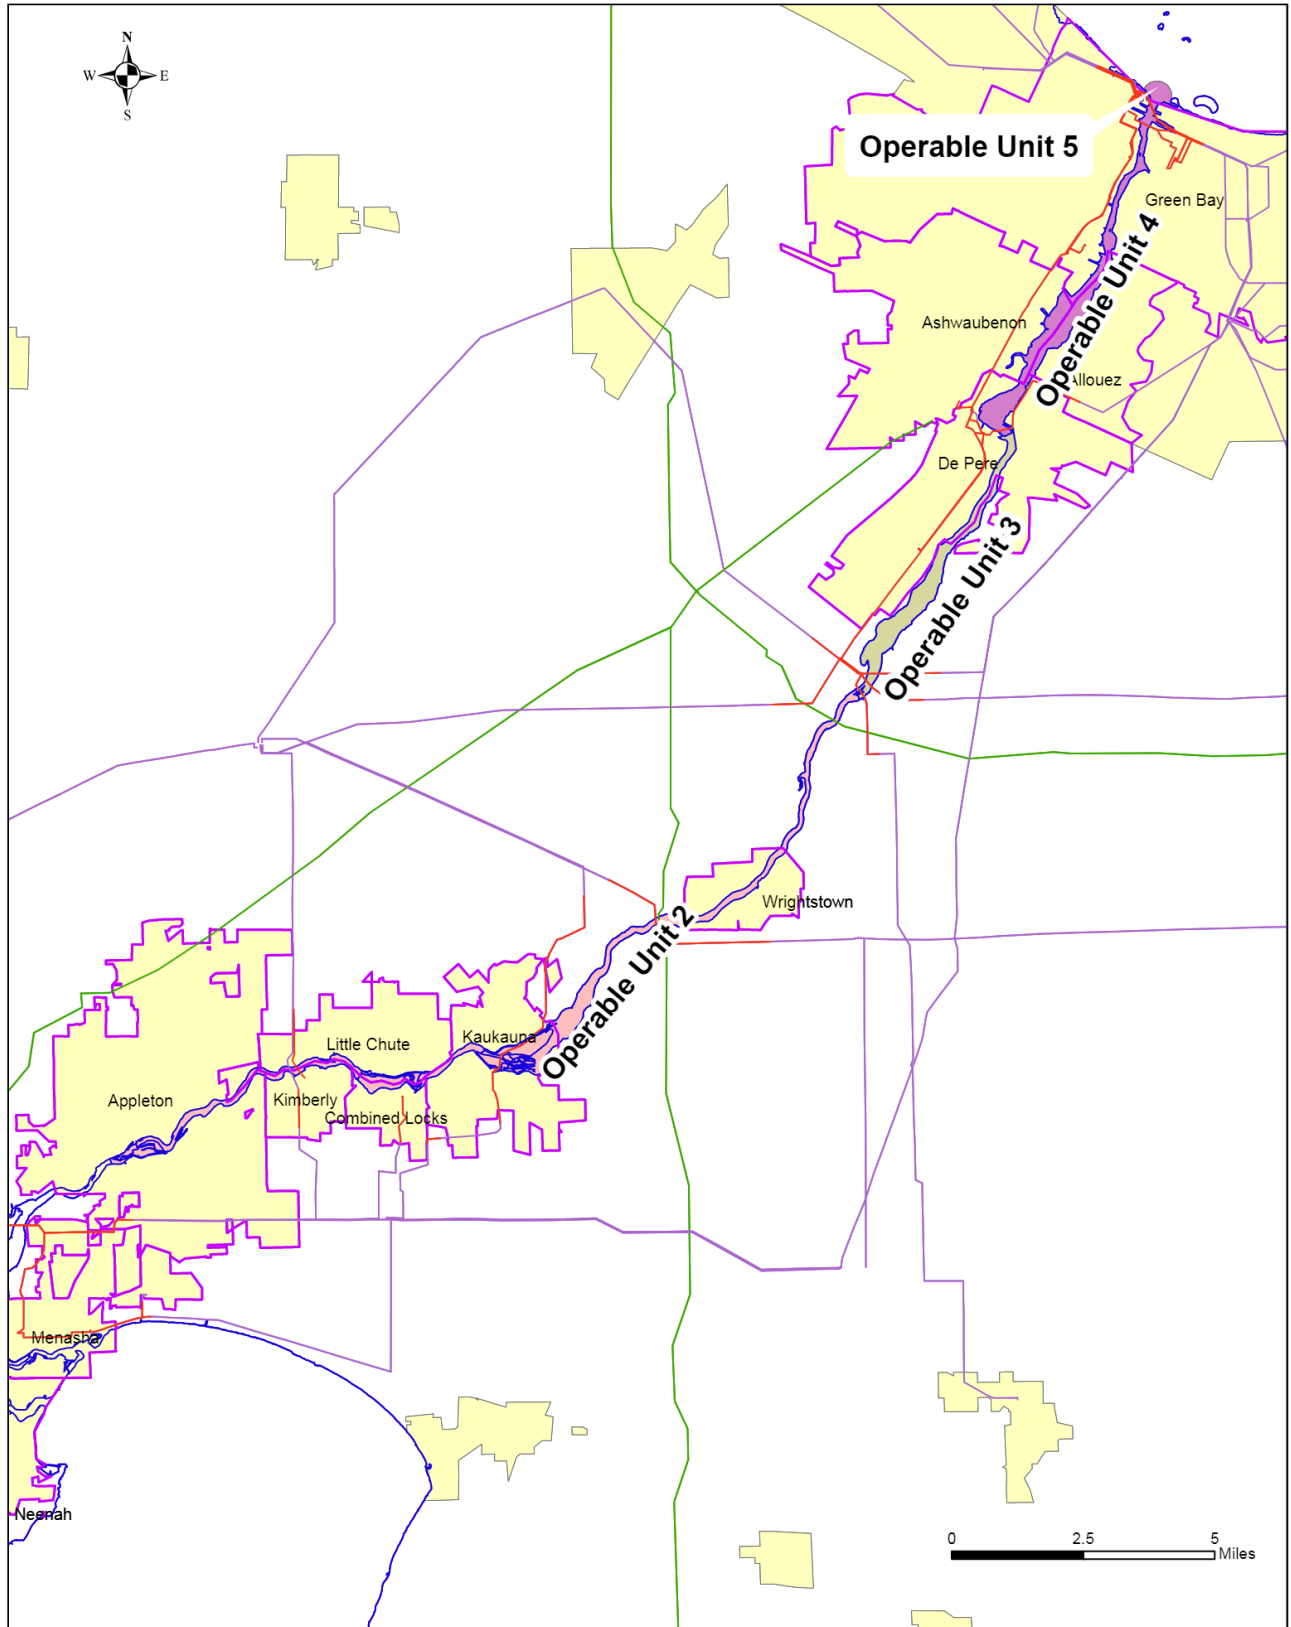 N
W E
S
Operable Unit 5
Green Bay
Operable Unit 4
Ashwaubenon
Allouez
De Pere
Operable Unit 3
Wrightstown
Operable Unit 2
Kaukauna
Little Chute
Appleton
Kimberly
Combined Locks
Menasha
Neenah
0 2.5 5
Miles